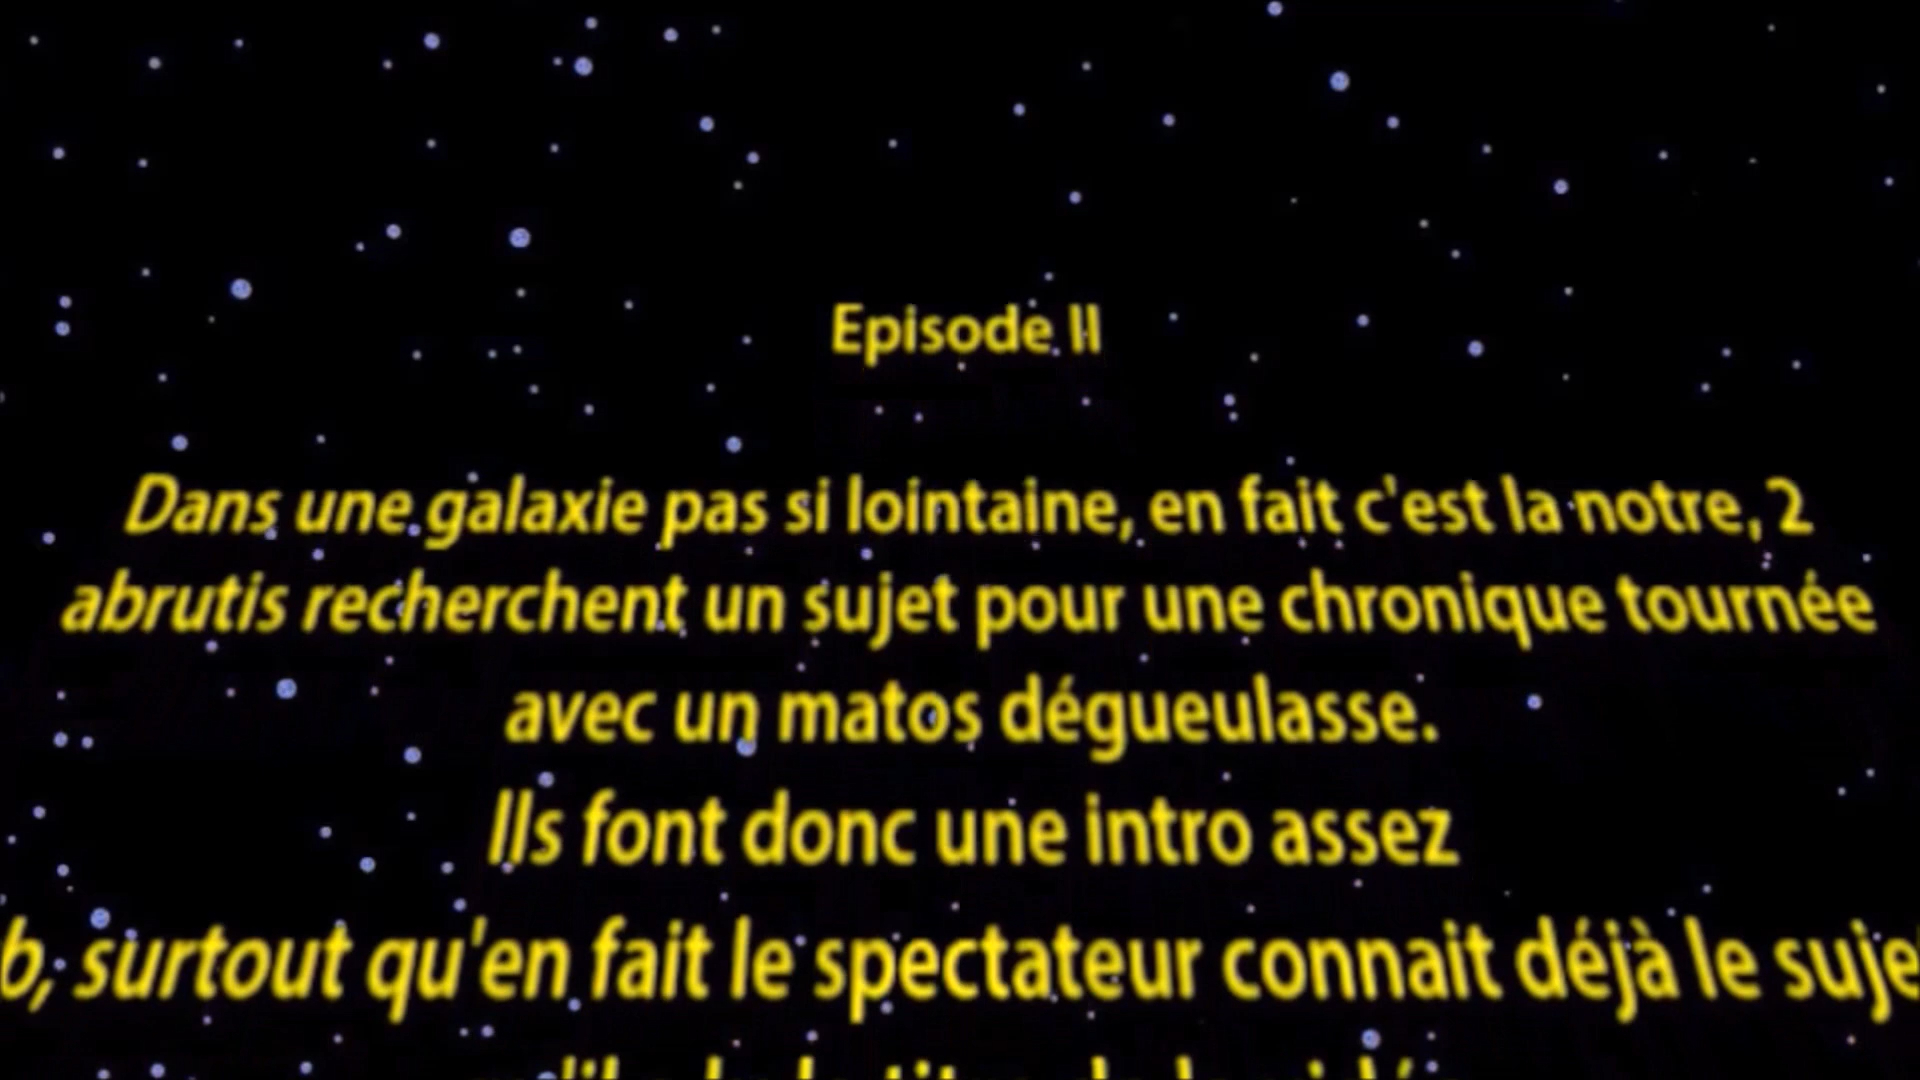 Episode II
Dans une galaxie pas si lointaine, en fait c'est la notre, 2
abrutis recherchent un sujet pour une chronique tournée
avec un matos dégueulasse.
Ils font donc une intro assez
b, surtout qu'en fait le spectateur connait déjà le suje